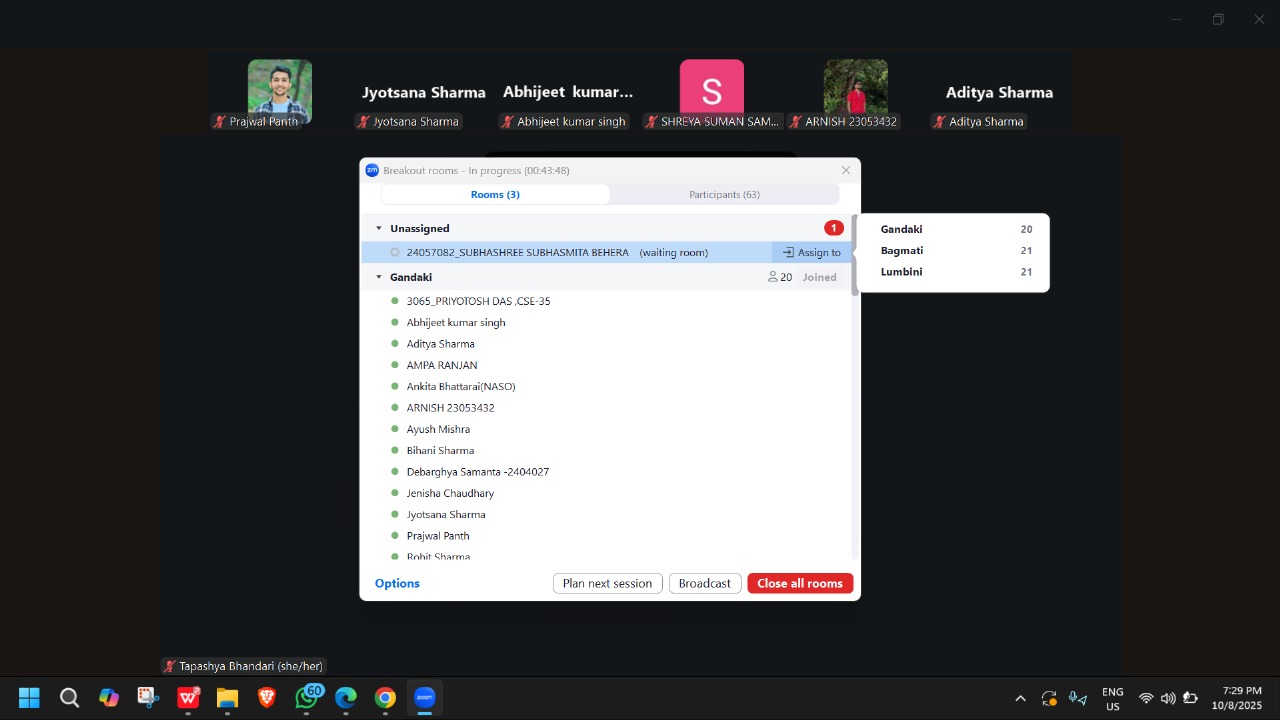 Jyotsana Sharma
Abhijeet kumar...
S
Aditya Sharma
Prajwal Panth
Jyotsana Sharma
Abhijeet kumar singh
SHREYA SUMAN SAM...
ARNISH 23053432
Aditya Sharma
zm Breakout rooms - In progress (00:43:48)
Rooms (3) Participants (63)
Unassigned 1
24057082_SUBHASHREE SUBHASMITA BEHERA (waiting room) Assign to
Gandaki 20 Joined
3065_PRIYOTOSH DAS ,CSE-35
Abhijeet kumar singh
Aditya Sharma
AMPA RANJAN
Ankita Bhattarai(NASO)
ARNISH 23053432
Ayush Mishra
Bihani Sharma
Debarghya Samanta -2404027
Jenisha Chaudhary
Jyotsana Sharma
Prajwal Panth
Rohit Sharma
Gandaki 20
Bagmati 21
Lumbini 21
Options Plan next session Broadcast Close all rooms
Tapashya Bhandari (she/her)
60
zoom
ENG
US
7:29 PM
10/8/2025